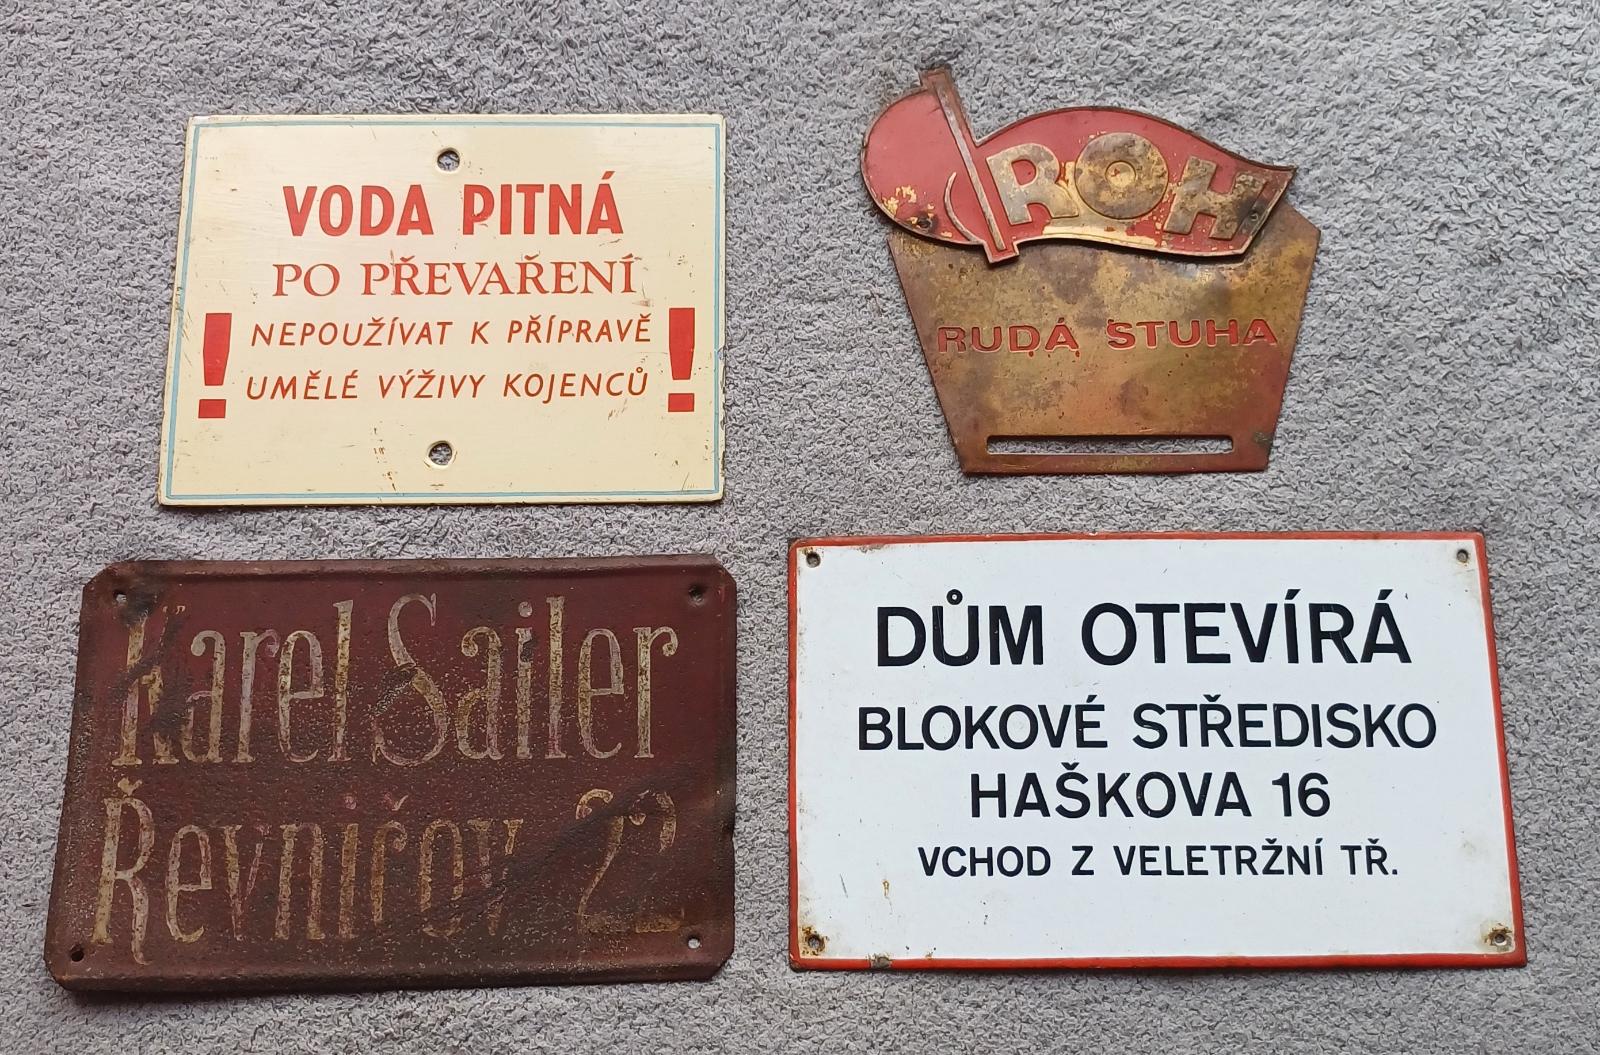 VODA PITNÁ
PO PŘEVAŘENÍ
! NEPOUŽÍVAT K PŘÍPRAVĚ !
UMĚLÉ VÝŽIVY KOJENCŮ
ROH
RUDÁ STUHA
Karel Sailer
Řevničov 22
DŮM OTEVÍRÁ
BLOKOVÉ STŘEDISKO
HAŠKOVA 16
VCHOD Z VELETRŽNÍ TŘ.